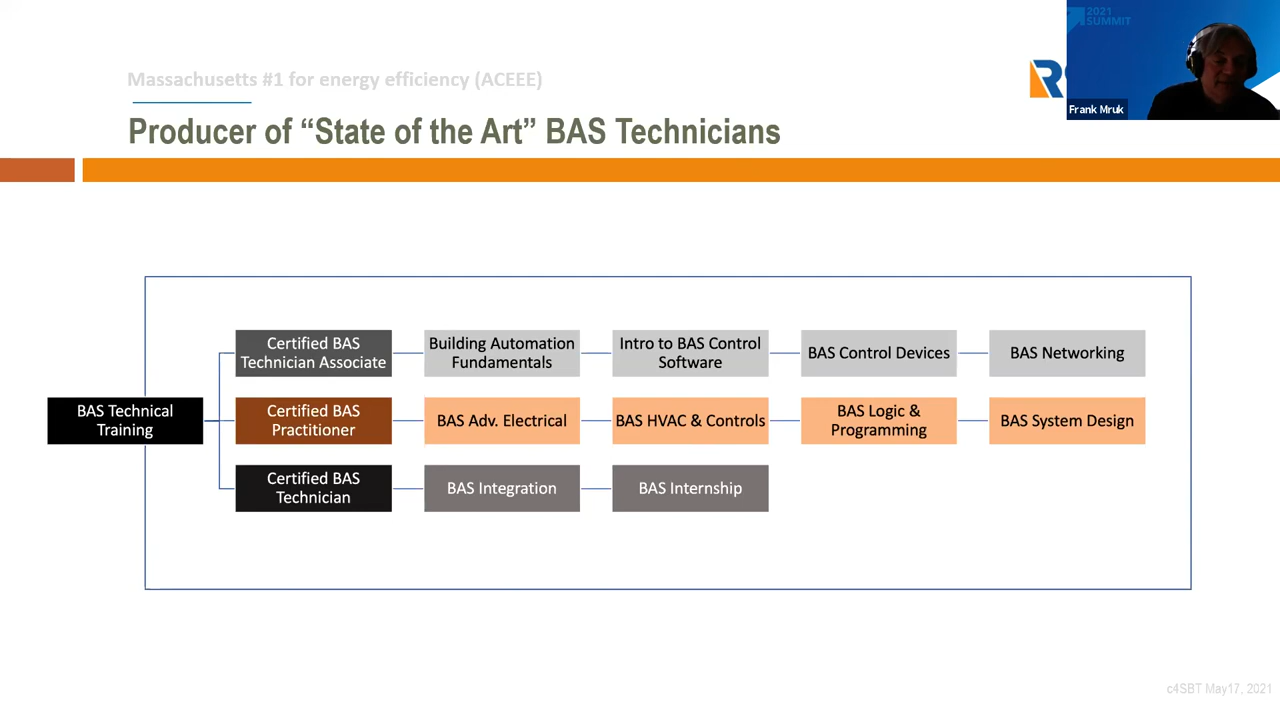 2021
SUMMIT
Massachusetts #1 for energy efficiency (ACEEE)
Frank Mruk
Producer of “State of the Art” BAS Technicians
Certified BAS
Technician Associate
Building Automation
Fundamentals
Intro to BAS Control
Software
BAS Control Devices
BAS Networking
BAS Technical
Training
Certified BAS
Practitioner
BAS Adv. Electrical
BAS HVAC & Controls
BAS Logic &
Programming
BAS System Design
Certified BAS
Technician
BAS Integration
BAS Internship
c4SBT May17, 2021